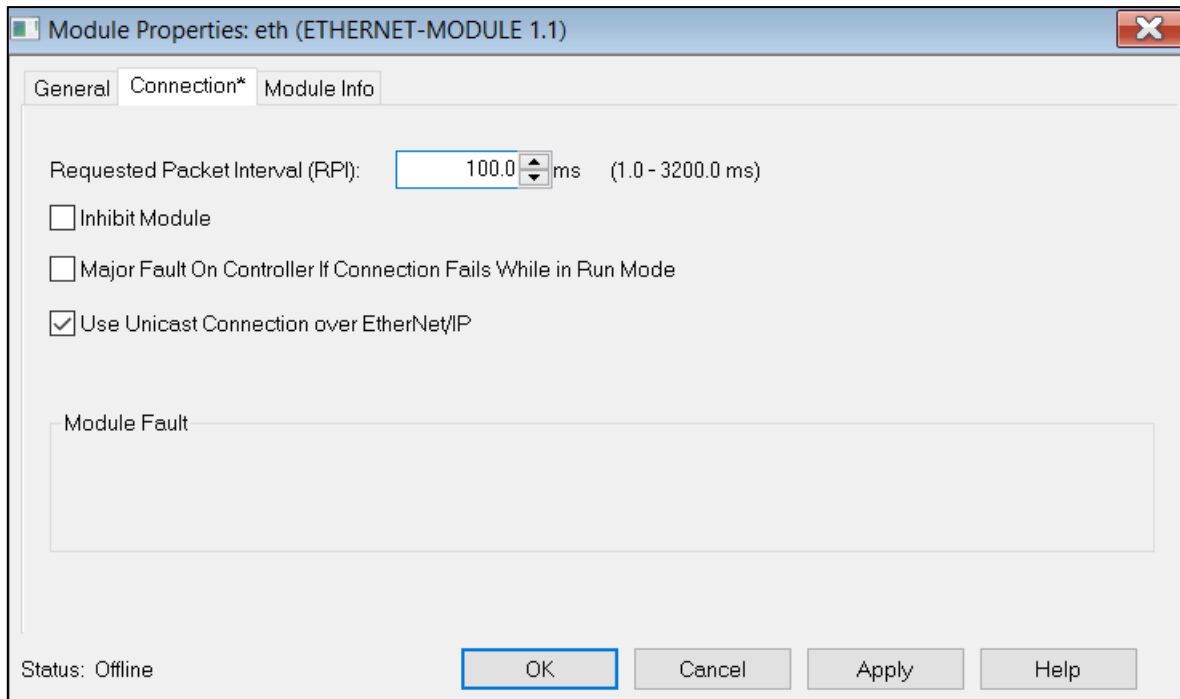 Module Properties: eth (ETHERNET-MODULE 1.1)
General Connection* Module Info
Requested Packet Interval (RPI): 100.0 ms (1.0 - 3200.0 ms)
Inhibit Module
Major Fault On Controller If Connection Fails While in Run Mode
Use Unicast Connection over EtherNet/IP
Module Fault
Status: Offline OK Cancel Apply Help